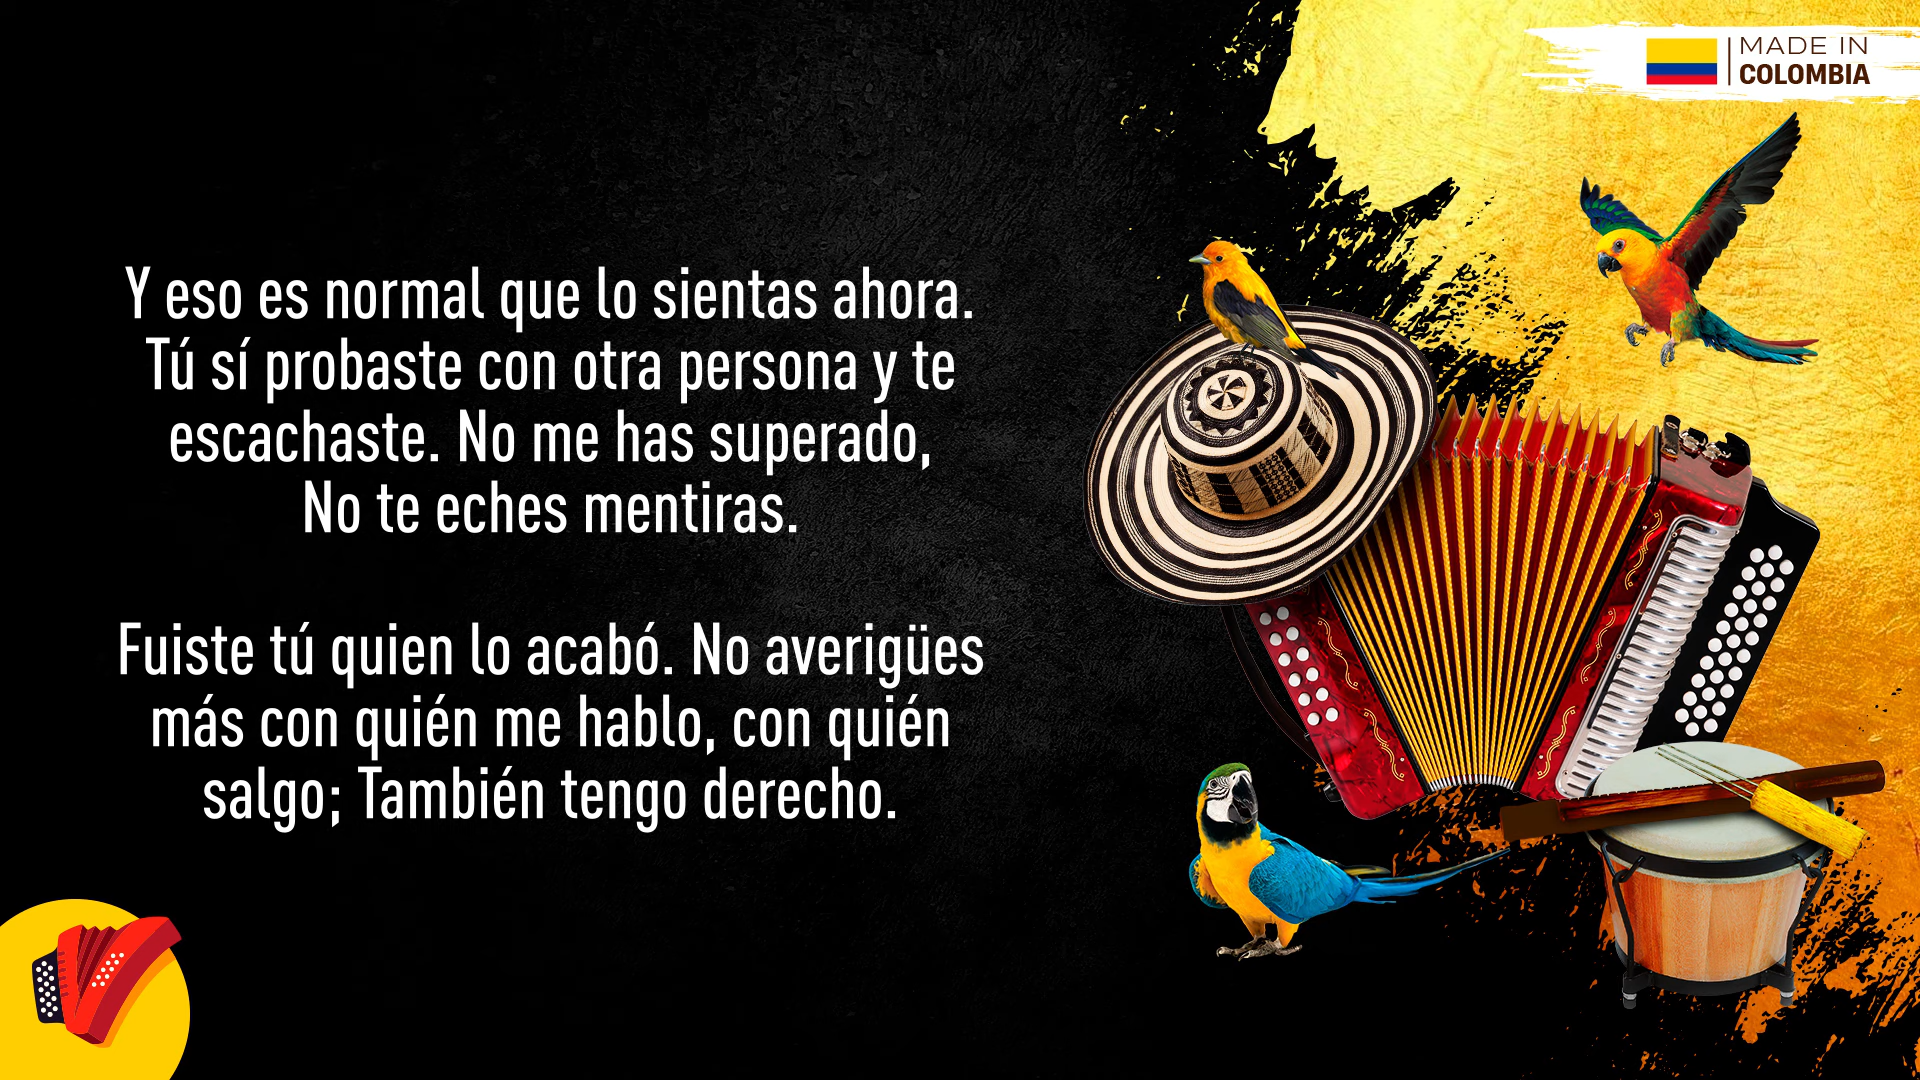 MADE IN
COLOMBIA
Y eso es normal que lo sientas ahora.
Tú sí probaste con otra persona y te
escachaste. No me has superado,
No te eches mentiras.
Fuiste tú quien lo acabó. No averigües
más con quién me hablo, con quién
salgo; También tengo derecho.